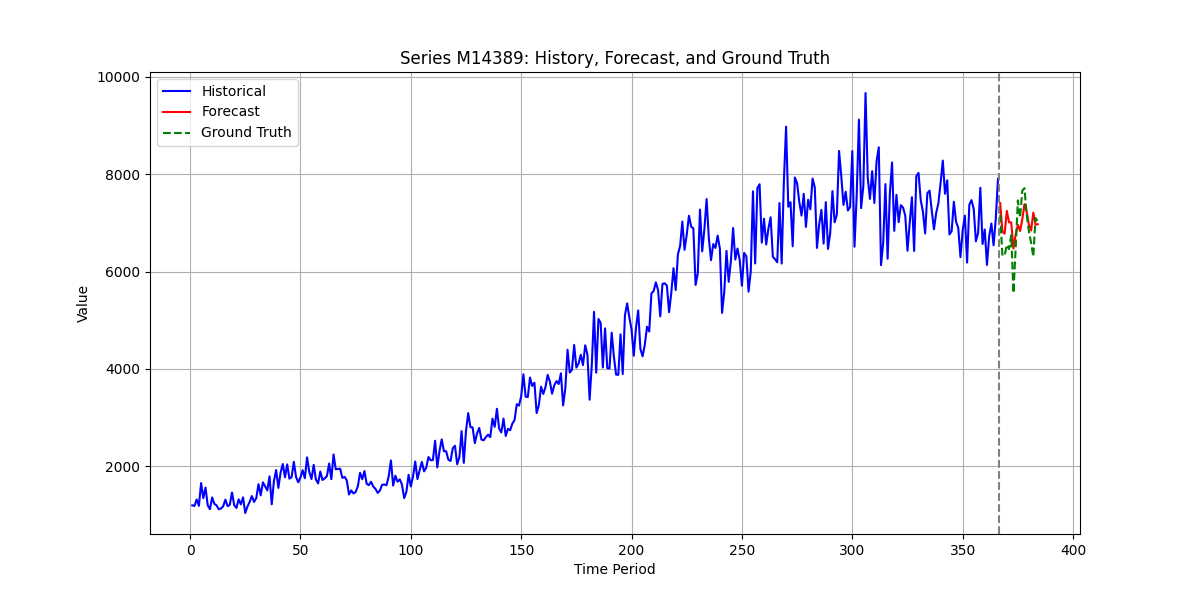 Series M14389: History, Forecast, and Ground Truth
Historical
Forecast
Ground Truth
10000
8000
6000
4000
2000
Value
0 50 100 150 200 250 300 350 400
Time Period